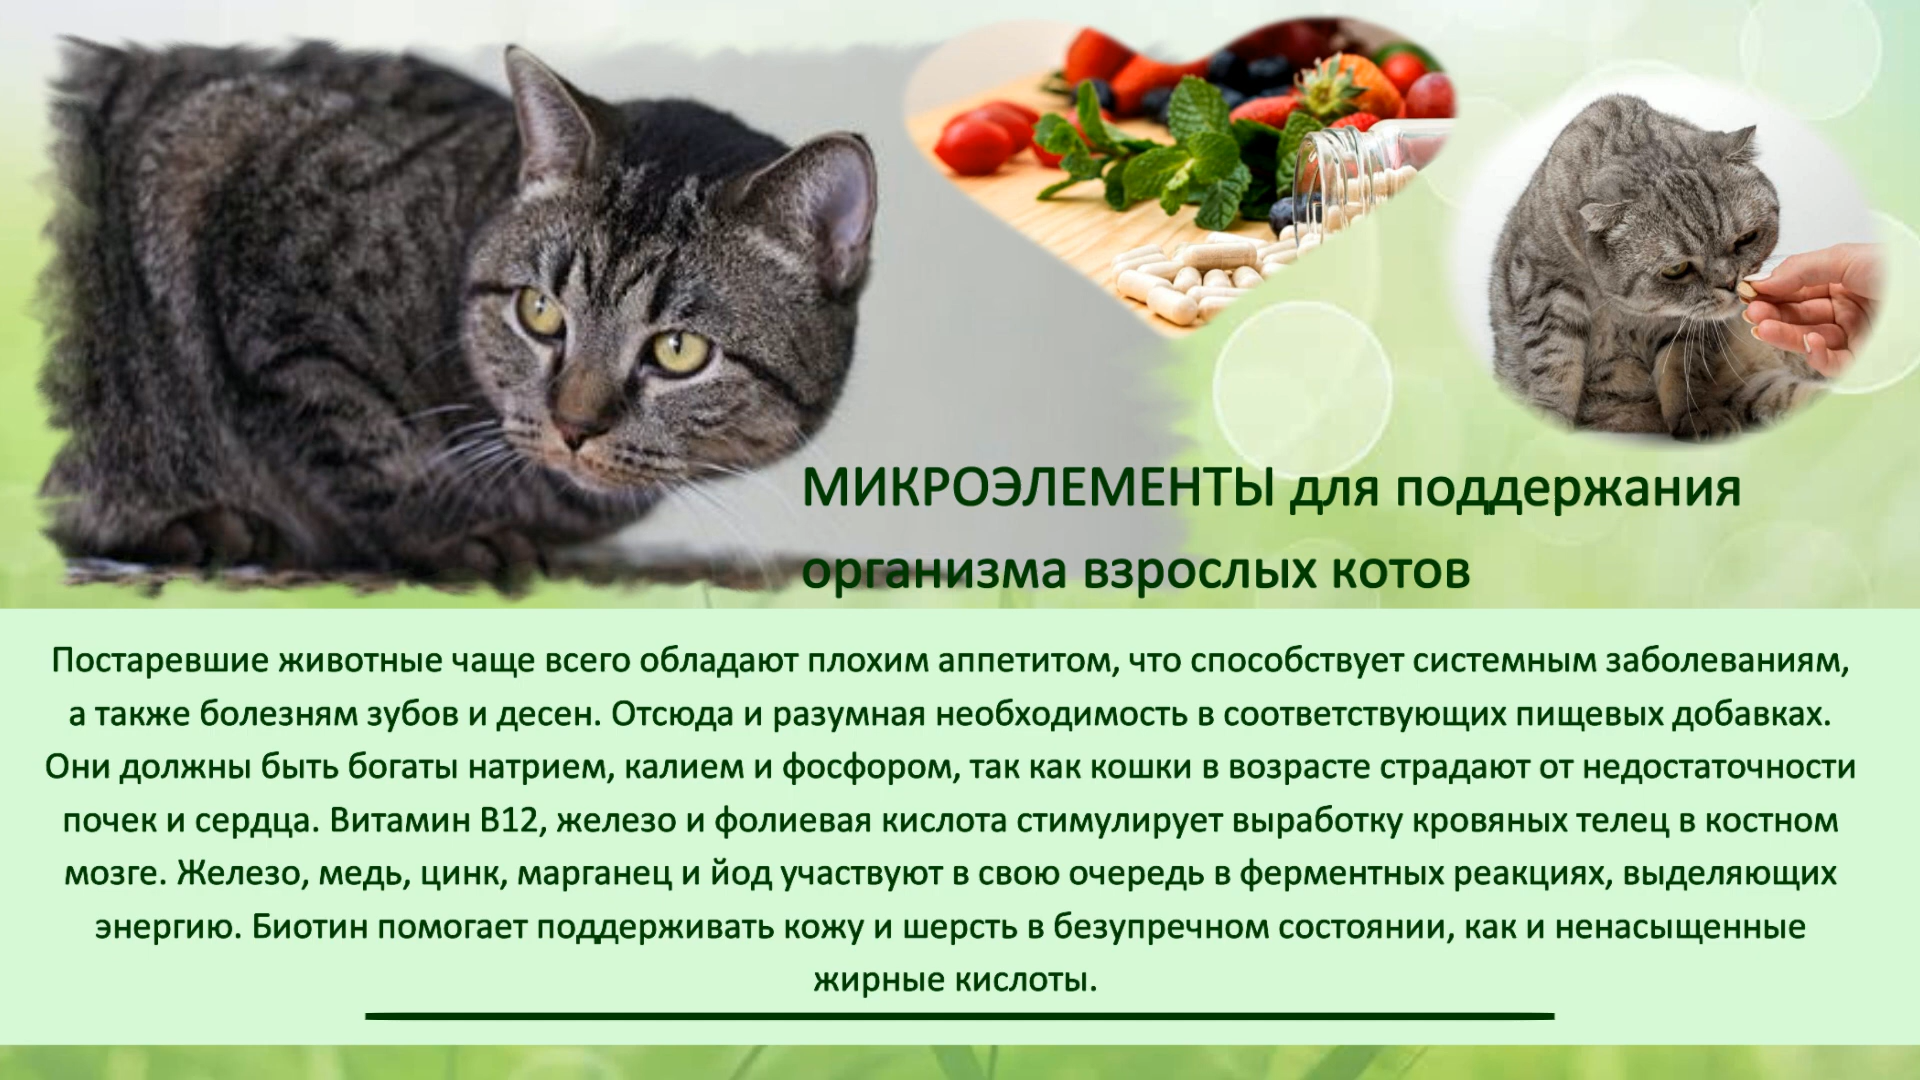 МИКРОЭЛЕМЕНТЫ для поддержания
организма взрослых котов
Постаревшие животные чаще всего обладают плохим аппетитом, что способствует системным заболеваниям,
а также болезням зубов и десен. Отсюда и разумная необходимость в соответствующих пищевых добавках.
Они должны быть богаты натрием, калием и фосфором, так как кошки в возрасте страдают от недостаточности
почек и сердца. Витамин В12, железо и фолиевая кислота стимулирует выработку кровяных телец в костном
мозге. Железо, медь, цинк, марганец и йод участвуют в свою очередь в ферментных реакциях, выделяющих
энергию. Биотин помогает поддерживать кожу и шерсть в безупречном состоянии, как и ненасыщенные
жирные кислоты.